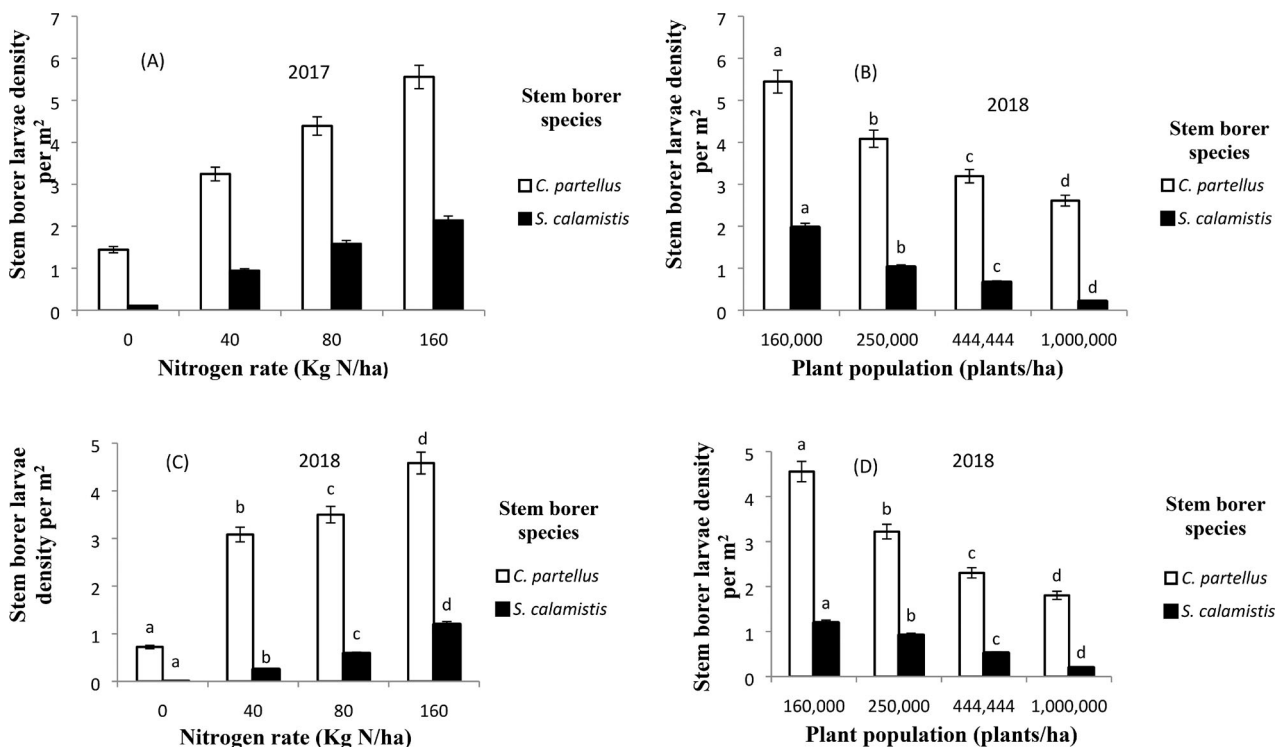 7
6
5
4
3
2
1
0
Stem borer larvae density
per m²
(A)
2017
Stem borer
species
C. partellus
S. calamistis
0 40 80 160
Nitrogen rate (Kg N/ha)
7
6
5
4
3
2
1
0
Stem borer larvae density
per m²
(B)
2018
a
b
c
d
a
b
c
d
Stem borer
species
C. partellus
S. calamistis
160,000 250,000 444,444 1,000,000
Plant population (plants/ha)
5
4
3
2
1
0
Stem borer larvae
density per m²
(C)
2018
d
c
b
a
a
b
c
d
Stem borer
species
C. partellus
S. calamistis
0 40 80 160
Nitrogen rate (Kg N/ha)
5
4
3
2
1
0
Stem borer larvae density
per m²
(D)
2018
a
b
c
d
a
b
c
d
Stem borer
species
C. partellus
S. calamistis
160,000 250,000 444,444 1,000,000
Plant population (plants/ha)